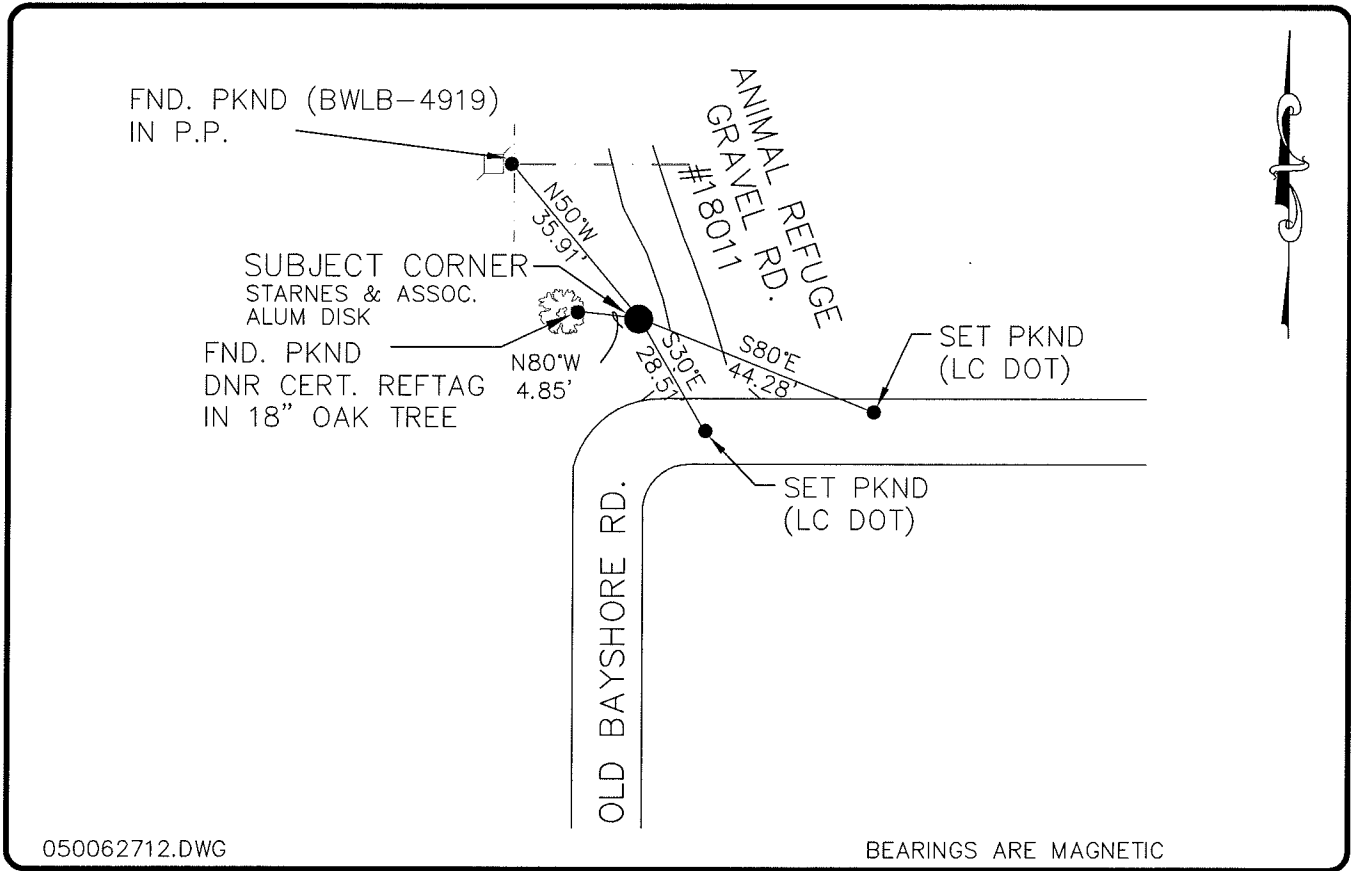 FND. PKND (BWLB-4919)
IN P.P.
ANIMAL REFUGE
GRAVEL RD.
#18011
N50°W
35.91'
SUBJECT CORNER
STARNES & ASSOC.
ALUM DISK
FND. PKND
DNR CERT. REFTAG
IN 18" OAK TREE
N80°W
4.85'
S30°E
28.51'
S80°E
44.28'
SET PKND
(LC DOT)
SET PKND
(LC DOT)
OLD BAYSHORE RD.
050062712.DWG
BEARINGS ARE MAGNETIC